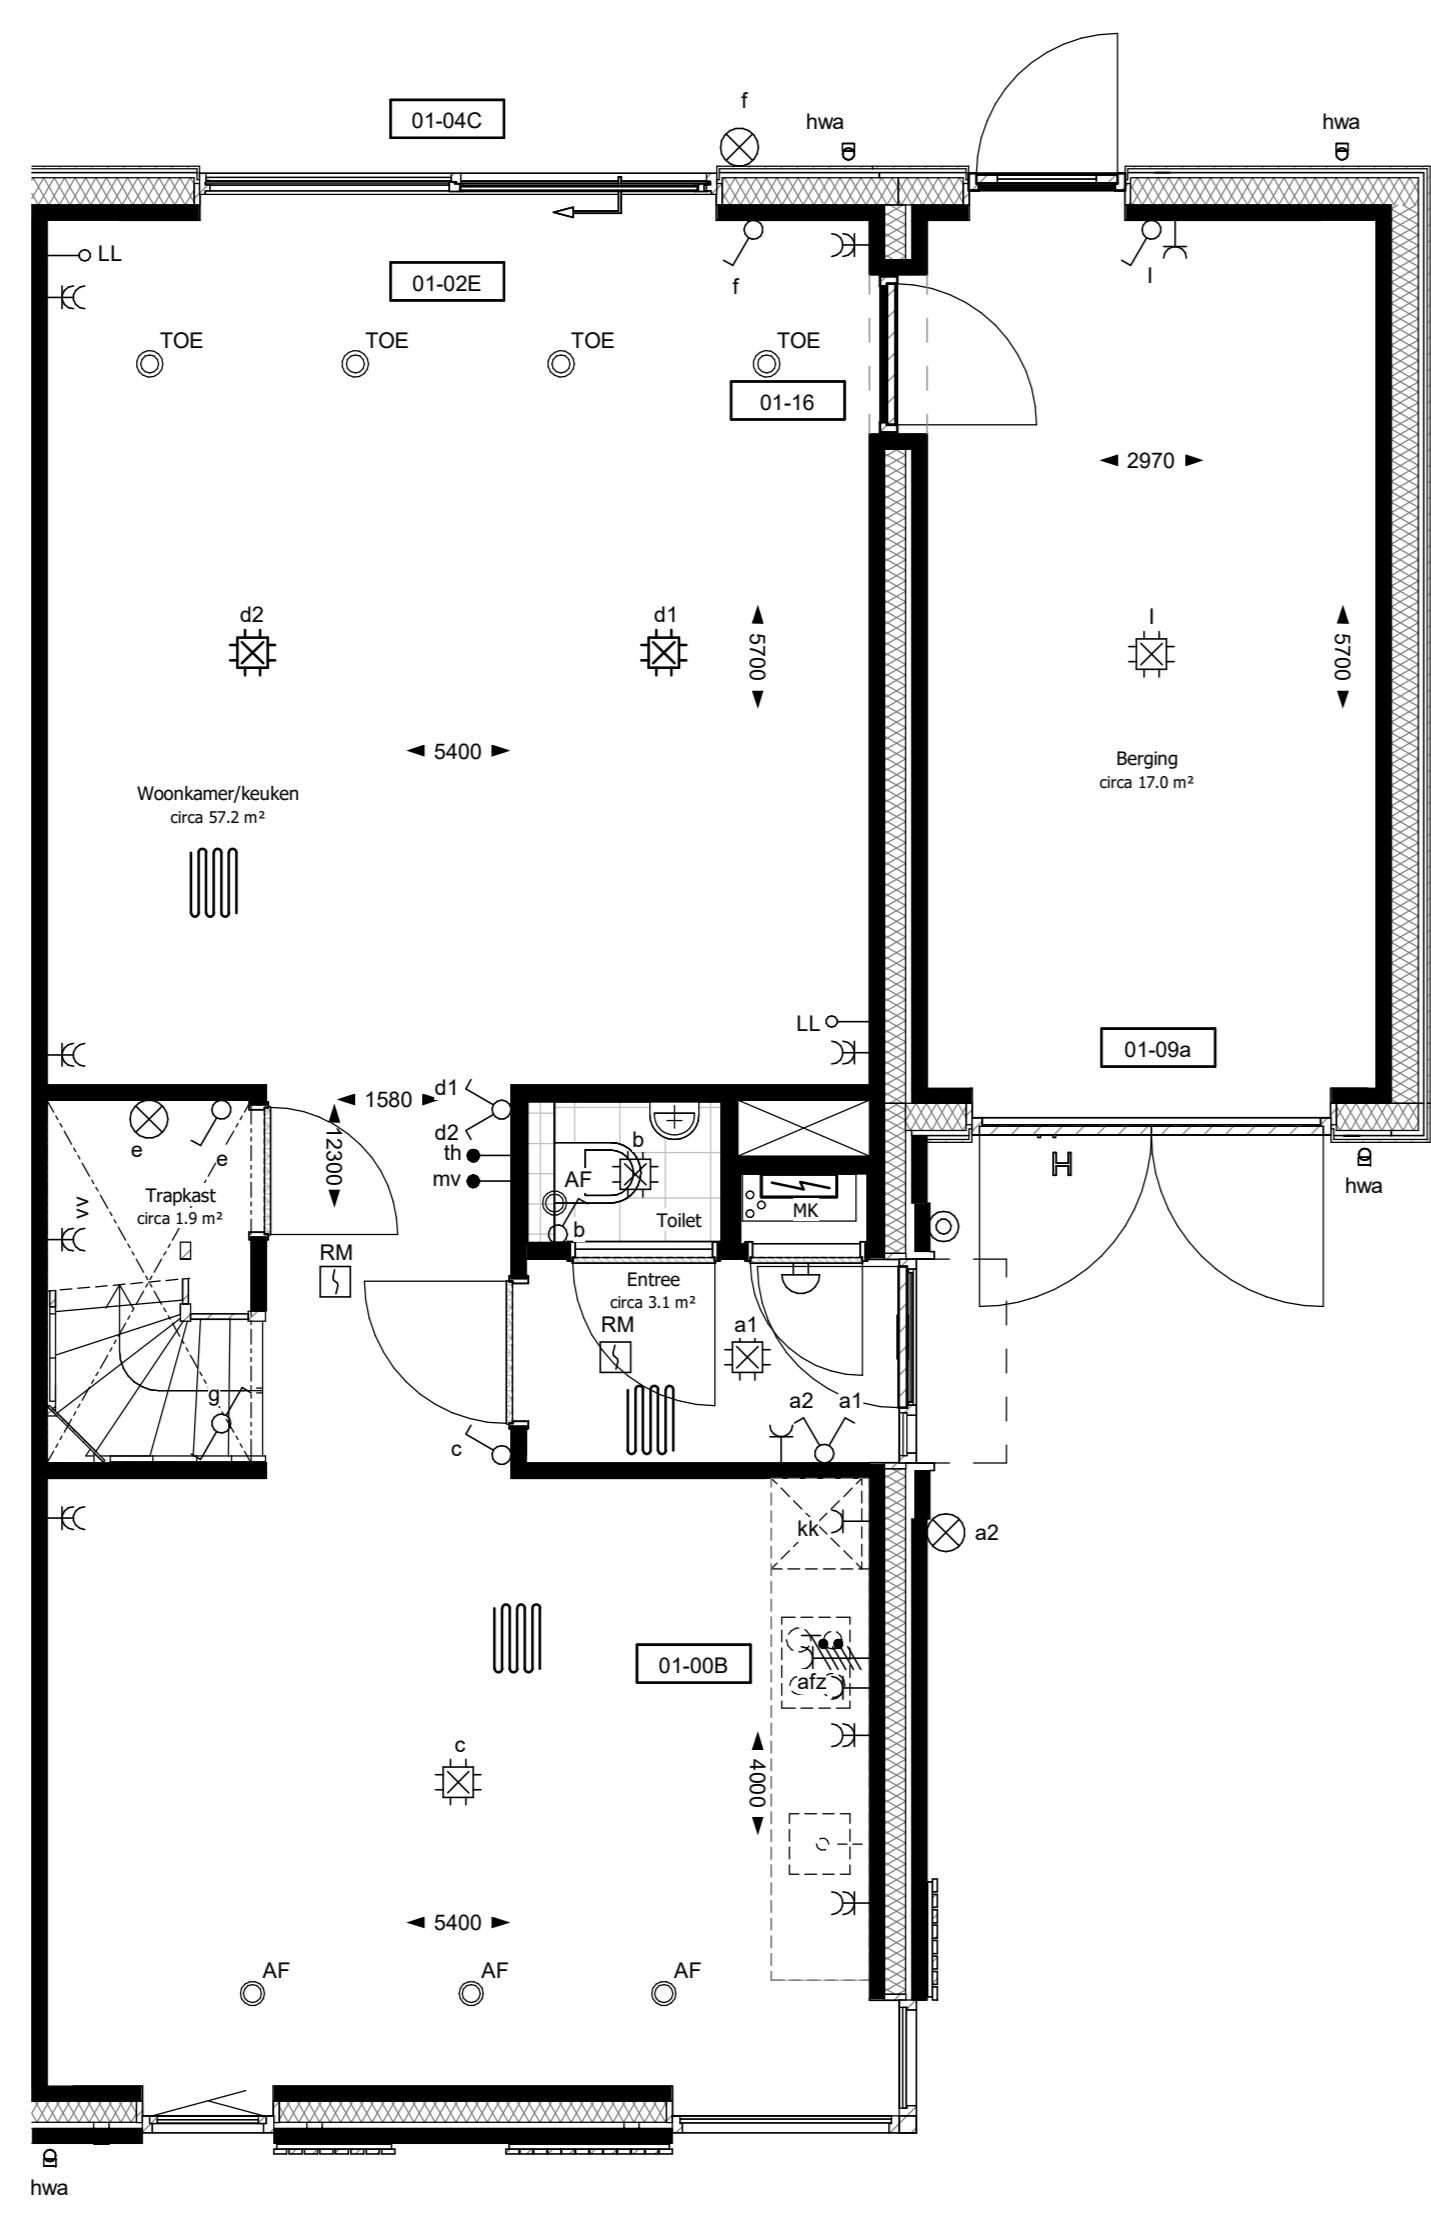 f
01-04C
hwa
hwa
LL
f
l
01-02E
TOE
TOE
TOE
TOE
01-16
2970
d2
d1
l
5700
5700
5400
Berging
circa 17.0 m²
Woonkamer/keuken
circa 57.2 m²
LL
01-09a
1580
d1
d2
th
mv
12300
e
e
b
AF
b
Toilet
MK
H
hwa
Trapkast
circa 1.9 m²
vv
RM
Entree
circa 3.1 m²
RM
a1
g
a2
a1
c
kk
a2
01-00B
afz
c
4000
5400
AF
AF
AF
hwa